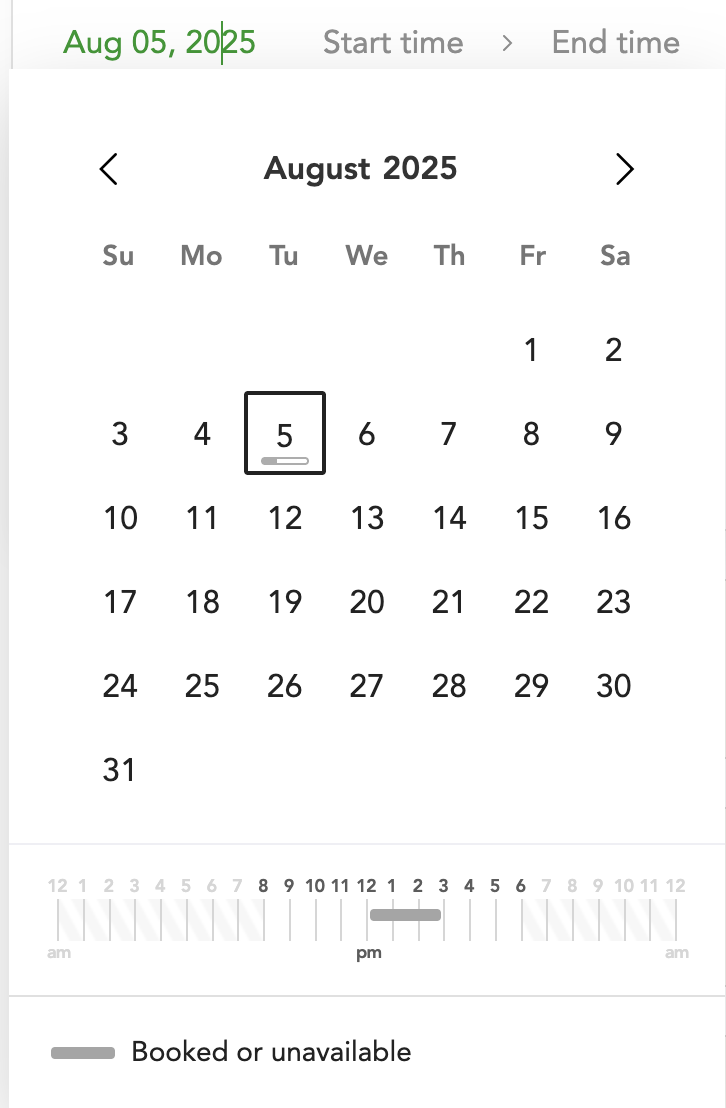 Aug 05, 2025 Start time > End time
August 2025
Su Mo Tu We Th Fr Sa
1 2
3 4 5 6 7 8 9
10 11 12 13 14 15 16
17 18 19 20 21 22 23
24 25 26 27 28 29 30
31
12 1 2 3 4 5 6 7 8 9 10 11 12 1 2 3 4 5 6 7 8 9 10 11 12
am pm am
Booked or unavailable